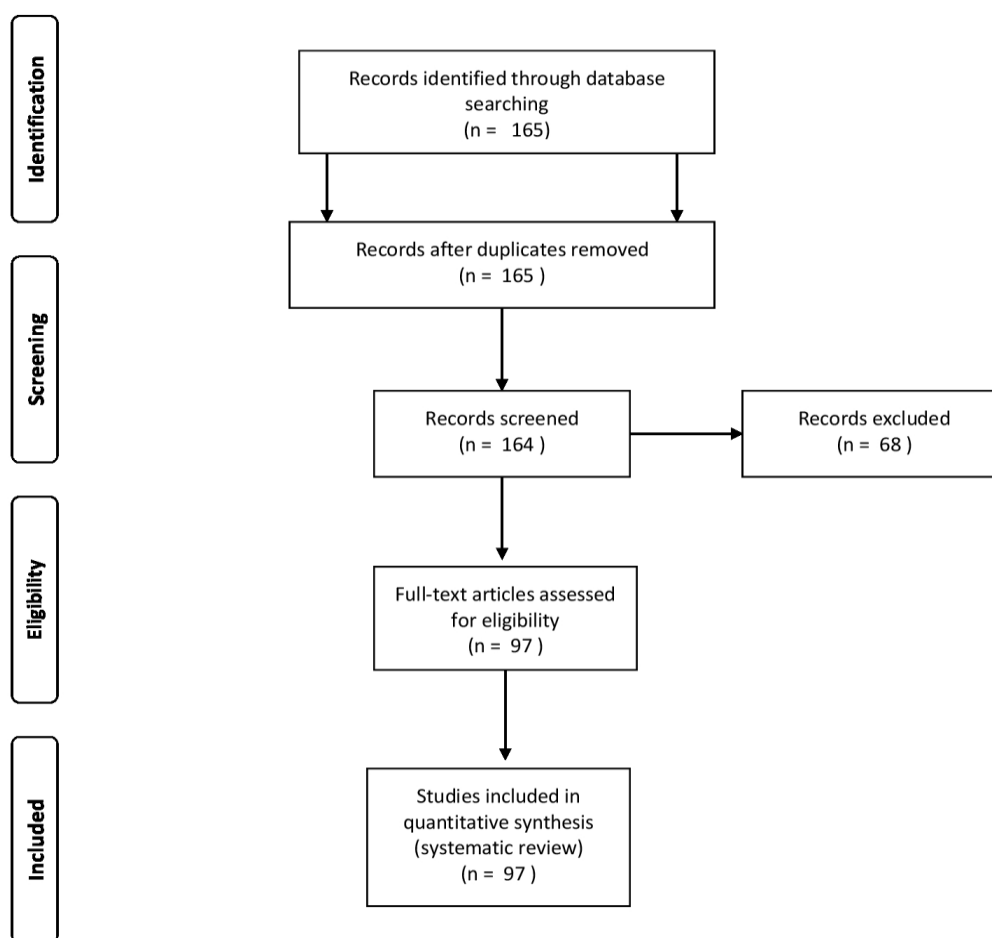 Identification
Records identified through database
searching
(n = 165)
Records after duplicates removed
(n = 165 )
Screening
Records screened
(n = 164 )
Records excluded
(n = 68 )
Eligibility
Full-text articles assessed
for eligibility
(n = 97 )
Included
Studies included in
quantitative synthesis
(systematic review)
(n = 97 )